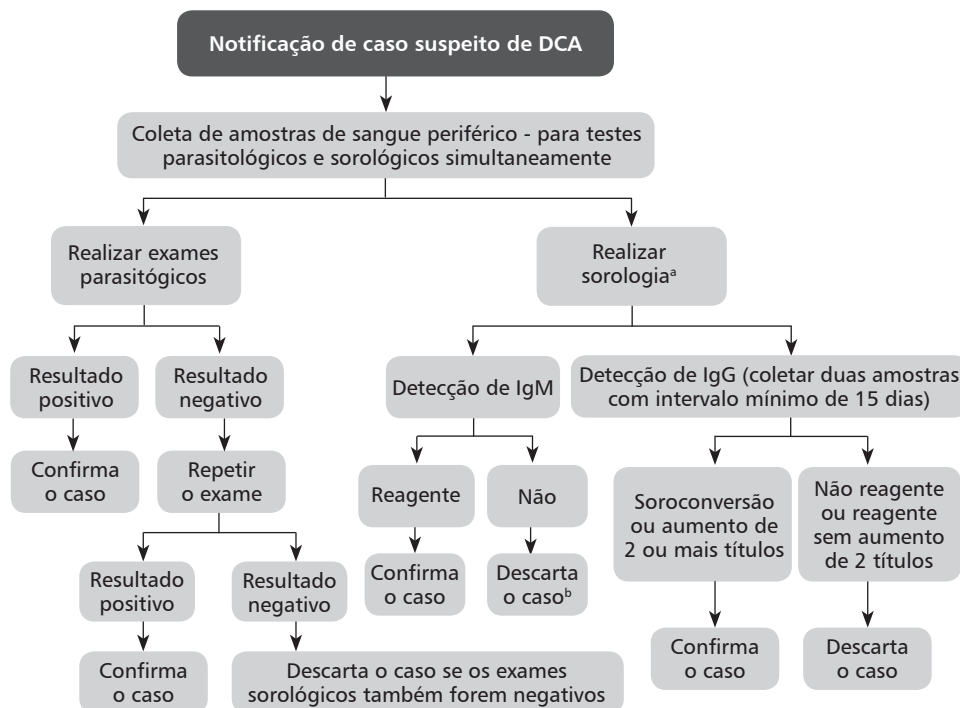 Notificação de caso suspeito de DCA
Coleta de amostras de sangue periférico - para testes
parasitológicos e sorológicos simultaneamente
Realizar exames
parasitógicos
Realizar
sorologiaᵃ
Resultado
positivo
Resultado
negativo
Detecção de IgM
Detecção de IgG (coletar duas amostras
com intervalo mínimo de 15 dias)
Confirma
o caso
Repetir
o exame
Reagente
Não
Soroconversão
ou aumento de
2 ou mais títulos
Não reagente
ou reagente
sem aumento
de 2 títulos
Resultado
positivo
Resultado
negativo
Confirma
o caso
Descarta
o casoᵇ
Confirma
o caso
Descarta o caso se os exames
sorológicos também forem negativos
Confirma
o caso
Descarta
o caso